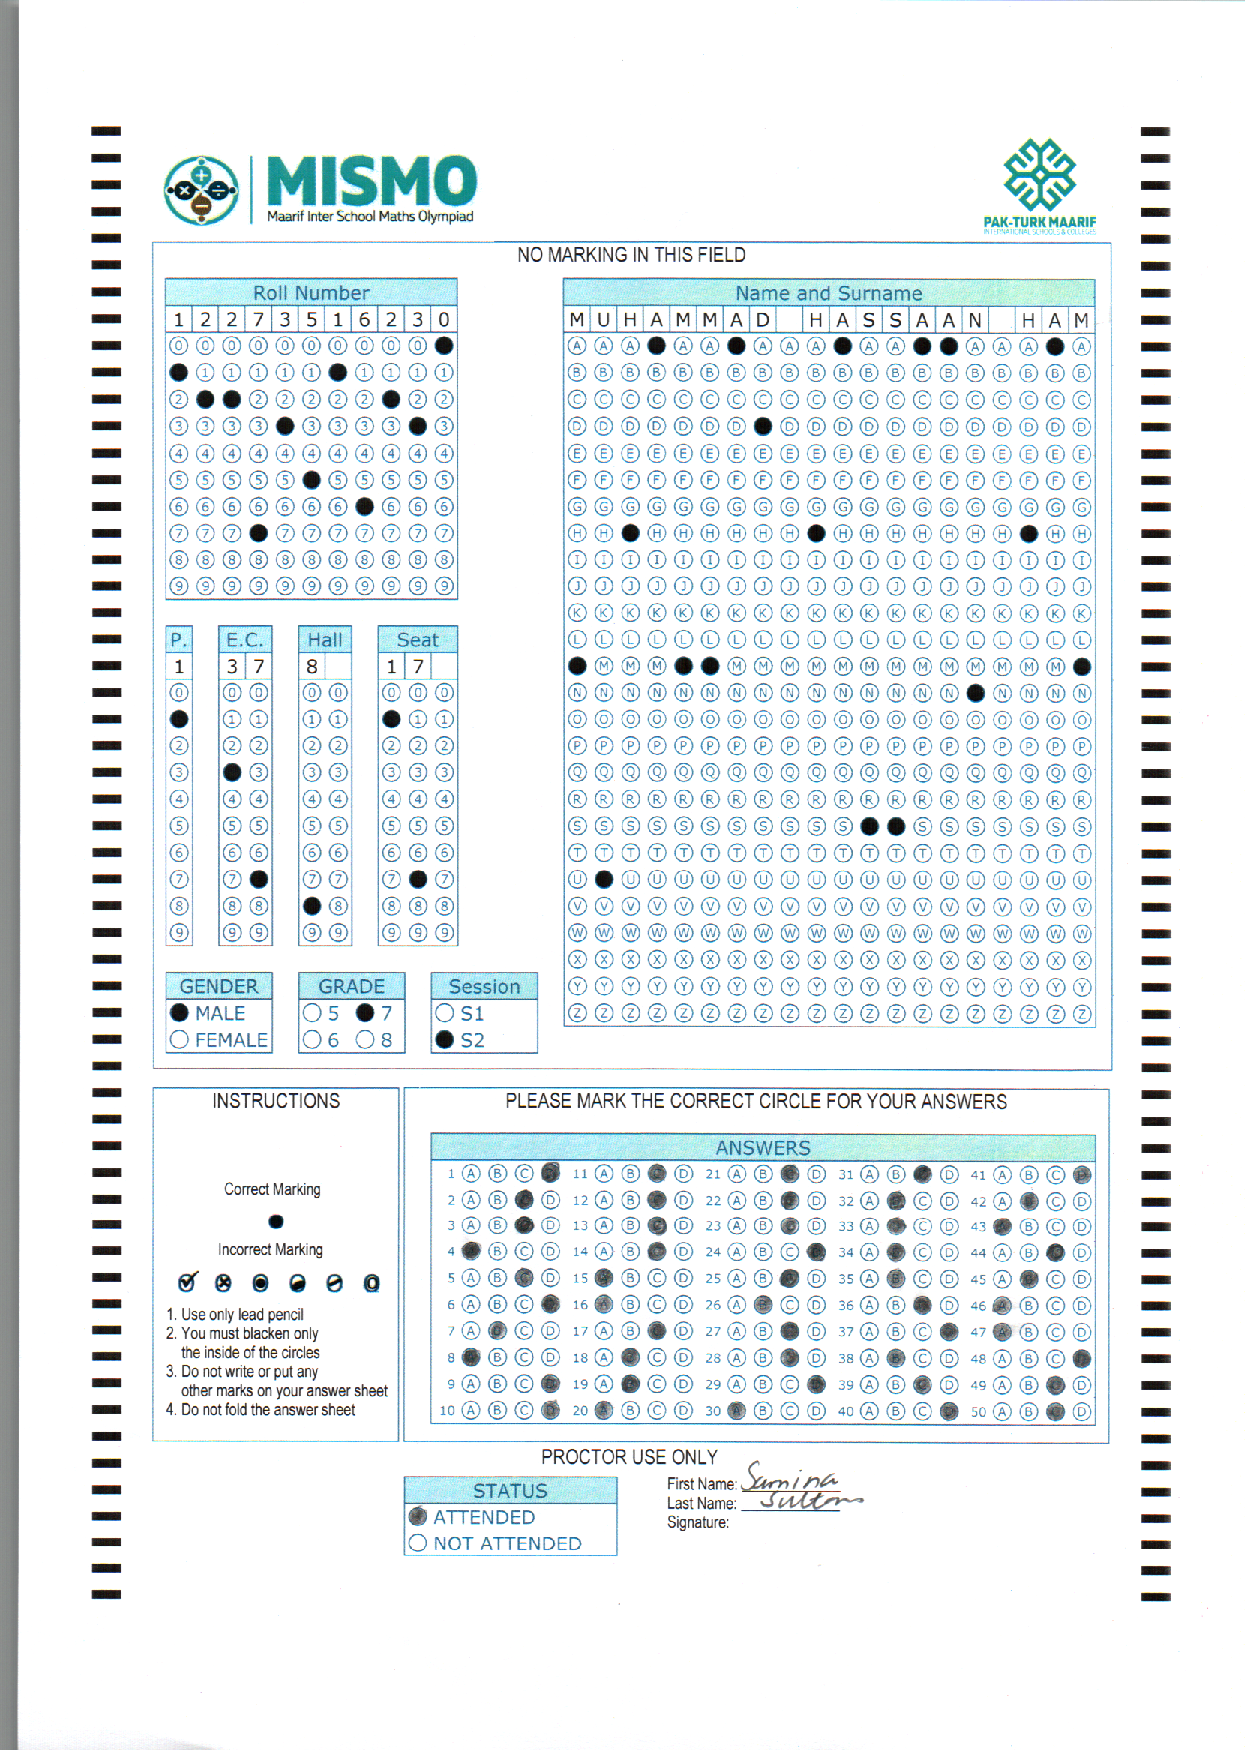 MISMO
Maarif Inter School Maths Olympiad
PAK-TURK MAARIF
INTERNATIONAL SCHOOLS & COLLEGES
NO MARKING IN THIS FIELD
Roll Number
1 2 2 7 3 5 1 6 2 3 0
Name and Surname
M U H A M M A D H A S S A A N H A M
P. E.C. Hall Seat
1 3 7 8 1 7
GENDER GRADE Session
MALE 5 7 S1
FEMALE 6 8 S2
INSTRUCTIONS
Correct Marking
Incorrect Marking
1. Use only lead pencil
2. You must blacken only
the inside of the circles
3. Do not write or put any
other marks on your answer sheet
4. Do not fold the answer sheet
PLEASE MARK THE CORRECT CIRCLE FOR YOUR ANSWERS
ANSWERS
PROCTOR USE ONLY
STATUS
ATTENDED
NOT ATTENDED
First Name: Samina
Last Name: Sultan
Signature: